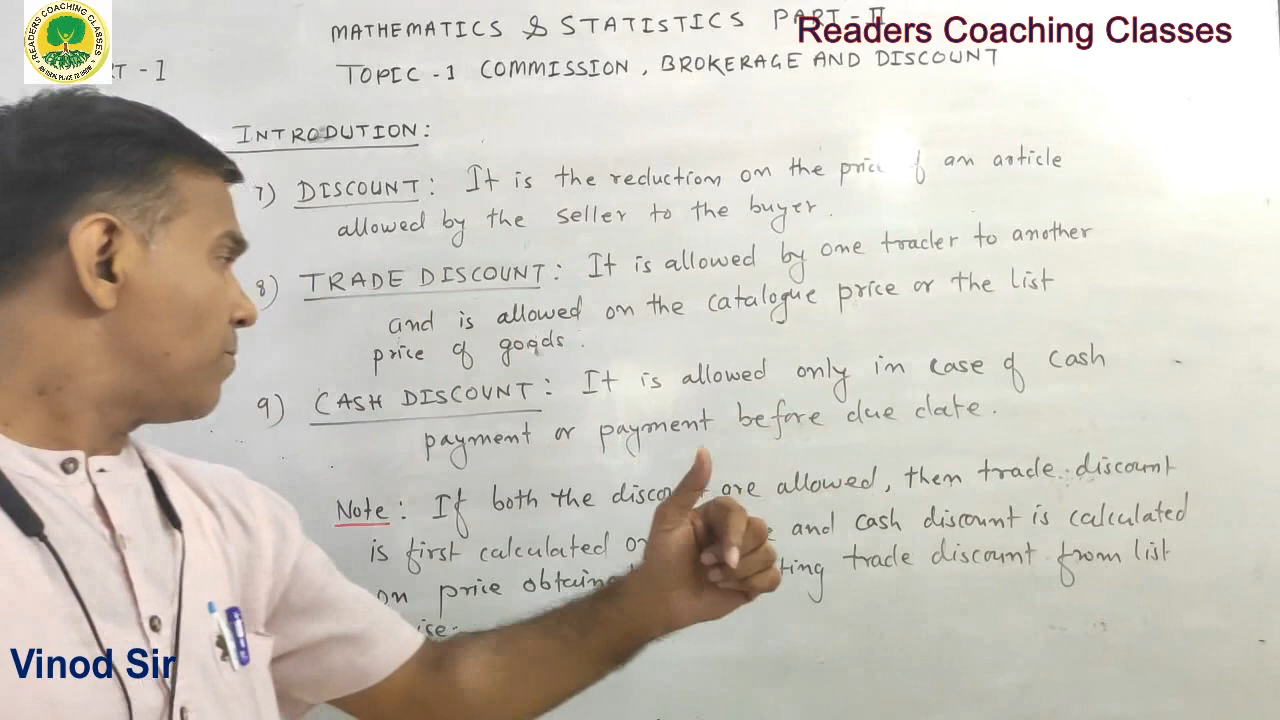 MATHEMATICS & STATISTICS PART-II
Readers Coaching Classes
READERS COACHING CLASSES
RT-1
TOPIC-1 COMMISSION, BROKERAGE AND DISCOUNT
INTRODUTION:
7) DISCOUNT: It is the reduction on the price of an article
allowed by the seller to the buyer.
8) TRADE DISCOUNT: It is allowed by one trader to another
and is allowed on the catalogue price or the list
price of goods.
9) CASH DISCOUNT: It is allowed only in case of cash
payment or payment before due date.
Note: If both the discount are allowed, then trade discount
is first calculated and cash discount is calculated
on price trade discount from list
Vinod Sir